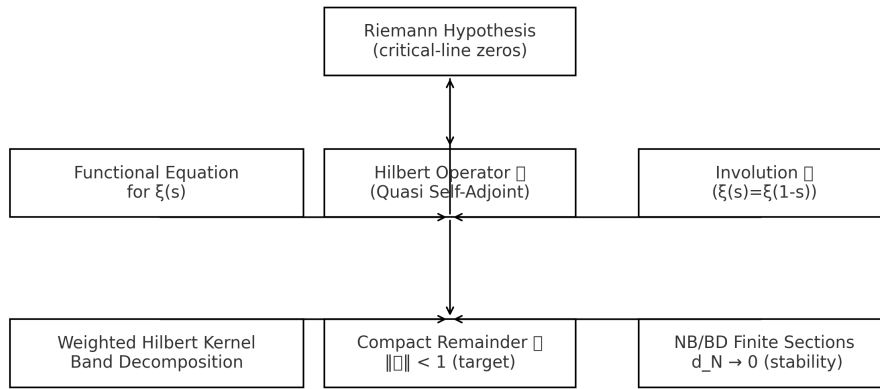 Riemann Hypothesis
(critical-line zeros)
Functional Equation
for ξ(s)
Hilbert Operator
(Quasi Self-Adjoint)
Involution
(ξ(s)=ξ(1-s))
Weighted Hilbert Kernel
Band Decomposition
Compact Remainder
‖▯‖ < 1 (target)
NB/BD Finite Sections
d_N → 0 (stability)